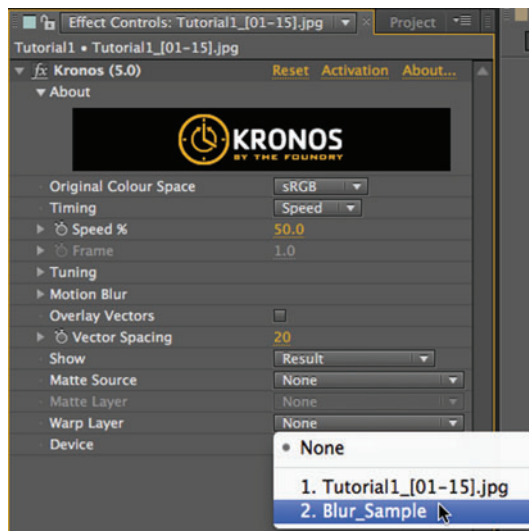 Effect Controls: Tutorial1_[01-15].jpg Project
Tutorial1 • Tutorial1_[01-15].jpg
fx Kronos (5.0) Reset Activation About...
About
KRONOS
BY THE FOUNDRY
Original Colour Space sRGB
Timing Speed
Speed % 50.0
Frame 1.0
Tuning
Motion Blur
Overlay Vectors
Vector Spacing 20
Show Result
Matte Source None
Matte Layer None
Warp Layer None
Device
None
1. Tutorial1_[01-15].jpg
2. Blur_Sample